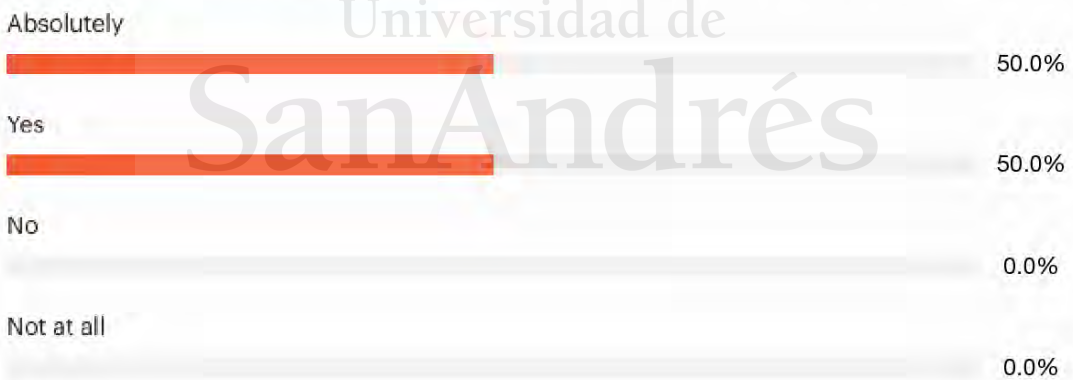 Universidad de
Absolutely
50.0%
SanAndrés
Yes
50.0%
No
0.0%
Not at all
0.0%